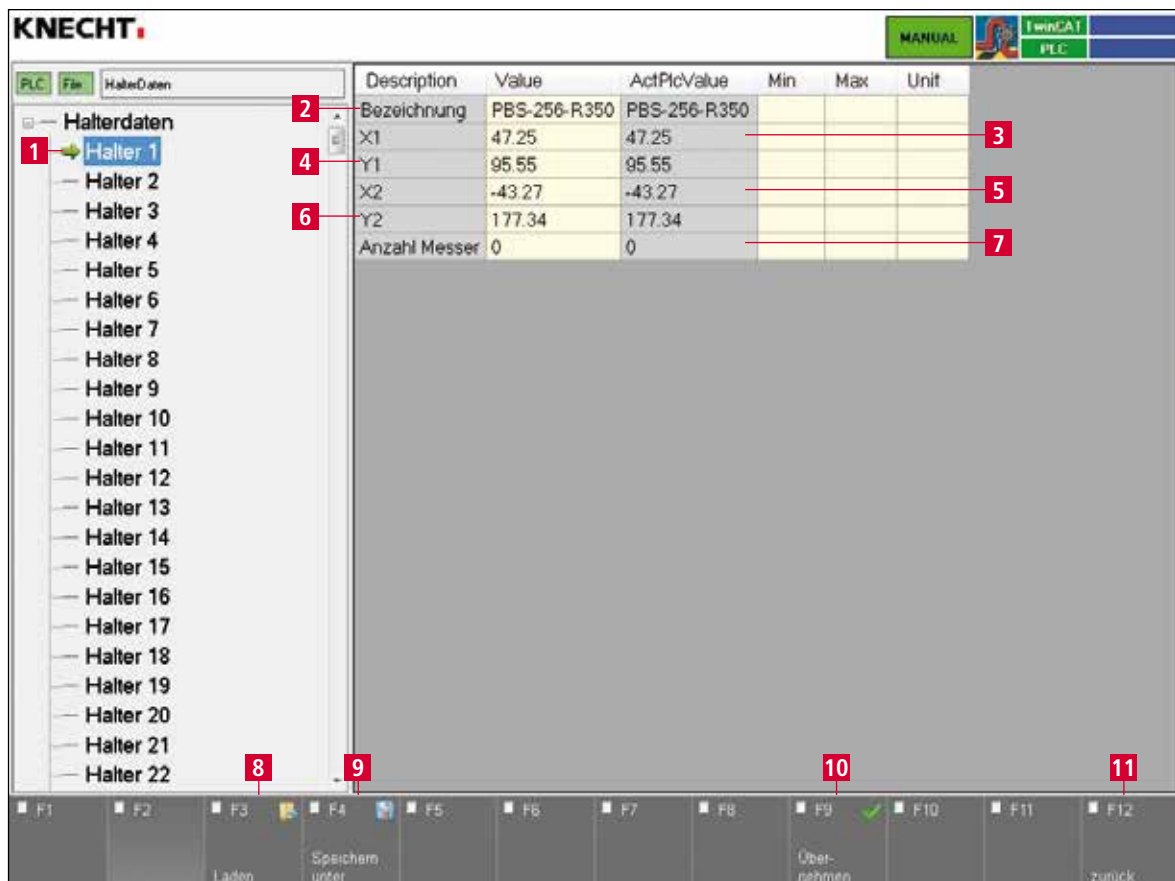 KNECHT
MANUAL
TwinCAT
PLC
PLC File HalterDaten
Description Value ActPlcValue Min Max Unit
2 Bezeichnung PBS-256-R350 PBS-256-R350
X1 47.25 47.25 3
4 Y1 95.55 95.55
X2 -43.27 -43.27 5
6 Y2 177.34 177.34
Anzahl Messer 0 0 7
Halterdaten
1 Halter 1
Halter 2
Halter 3
Halter 4
Halter 5
Halter 6
Halter 7
Halter 8
Halter 9
Halter 10
Halter 11
Halter 12
Halter 13
Halter 14
Halter 15
Halter 16
Halter 17
Halter 18
Halter 19
Halter 20
Halter 21
Halter 22
8 9 10 11
F1 F2 F3 F4 F5 F6 F7 F8 F9 F10 F11 F12
Laden
Speichern
unter
Über-
nehmen
zurück